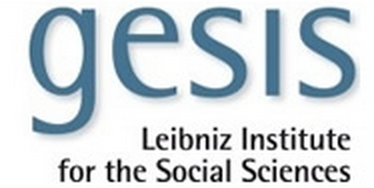 gesis
Leibniz Institute
for the Social Sciences